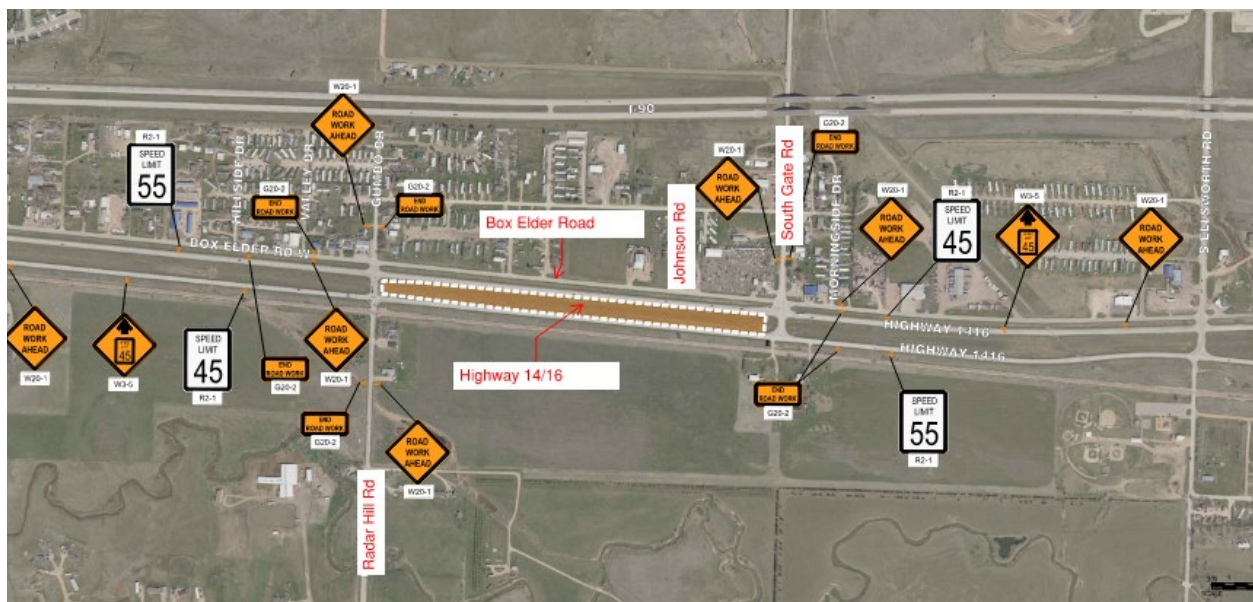 I-90
W20-1
ROAD
WORK
AHEAD
R2-1
SPEED
LIMIT
55
HILLSIDE DR
G20-2
END
ROAD WORK
VALLEY DR
GUMBO DR
G20-2
END
ROAD WORK
Box Elder Road
Johnson Rd
W20-1
ROAD
WORK
AHEAD
South Gate Rd
G20-2
END
ROAD WORK
MORNINGSIDE DR
W20-1
ROAD
WORK
AHEAD
R2-1
SPEED
LIMIT
45
W3-5
45
W20-1
ROAD
WORK
AHEAD
S ELLSWORTH RD
BOX ELDER RD W
HIGHWAY 1416
HIGHWAY 1416
ROAD
WORK
AHEAD
W20-1
45
W3-5
SPEED
LIMIT
45
R2-1
END
ROAD WORK
G20-2
ROAD
WORK
AHEAD
W20-1
Highway 14/16
END
ROAD WORK
G20-2
ROAD
WORK
AHEAD
W20-1
Radar Hill Rd
END
ROAD WORK
G20-2
SPEED
LIMIT
55
R2-1
SCALE